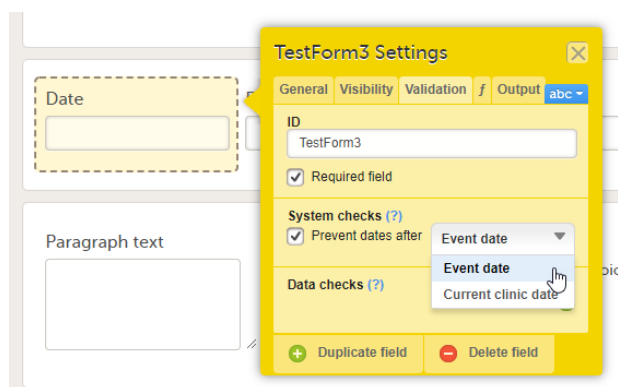 TestForm3 Settings
General Visibility Validation ƒ Output abc
Date
ID
TestForm3
Required field
System checks (?)
Prevent dates after Event date
Event date
Current clinic date
Data checks (?)
Paragraph text
Duplicate field Delete field